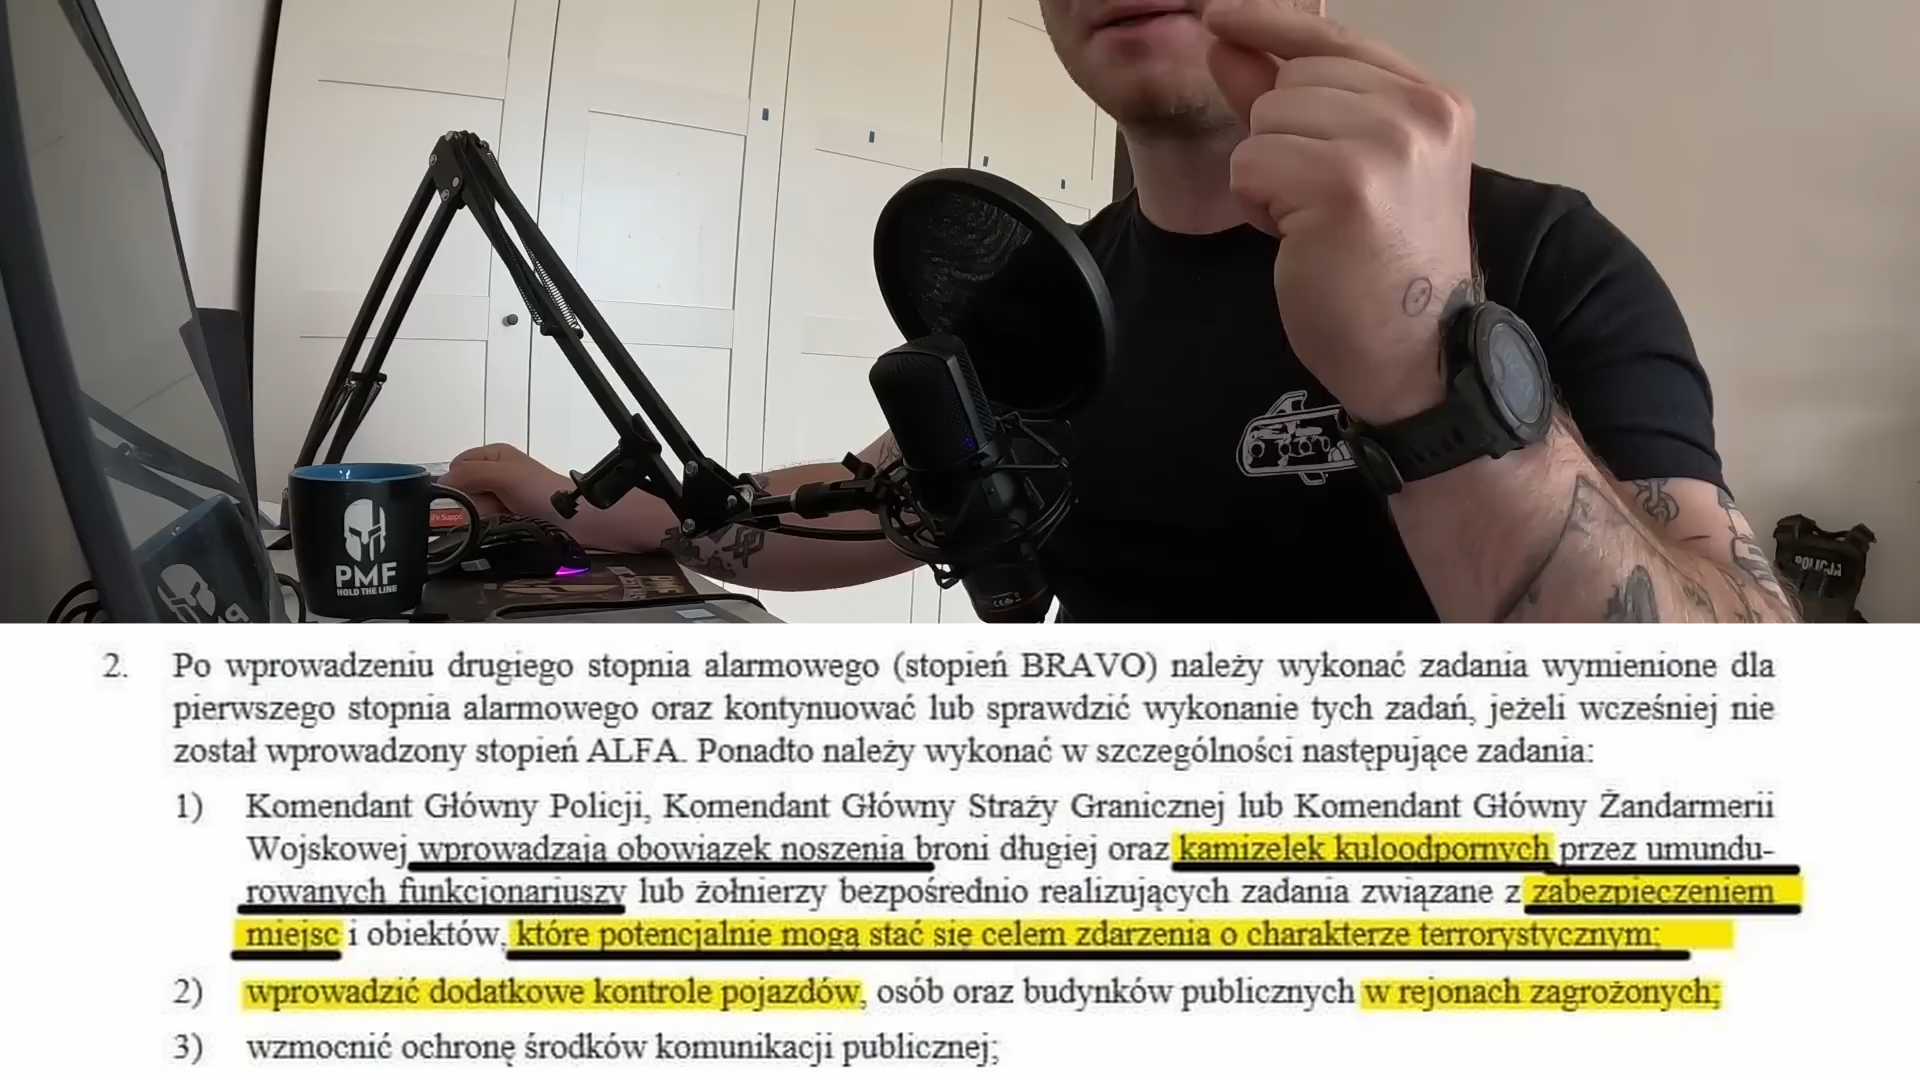 PMF
HOLD THE LINE
2. Po wprowadzeniu drugiego stopnia alarmowego (stopień BRAVO) należy wykonać zadania wymienione dla
pierwszego stopnia alarmowego oraz kontynuować lub sprawdzić wykonanie tych zadań, jeżeli wcześniej nie
został wprowadzony stopień ALFA. Ponadto należy wykonać w szczególności następujące zadania:
1) Komendant Główny Policji, Komendant Główny Straży Granicznej lub Komendant Główny Żandarmerii
Wojskowej wprowadzają obowiązek noszenia broni długiej oraz kamizelek kuloodpornych przez umundu-
rowanych funkcjonariuszy lub żołnierzy bezpośrednio realizujących zadania związane z zabezpieczeniem
miejsc i obiektów, które potencjalnie mogą stać się celem zdarzenia o charakterze terrorystycznym;
2) wprowadzić dodatkowe kontrole pojazdów, osób oraz budynków publicznych w rejonach zagrożonych;
3) wzmocnić ochronę środków komunikacji publicznej;